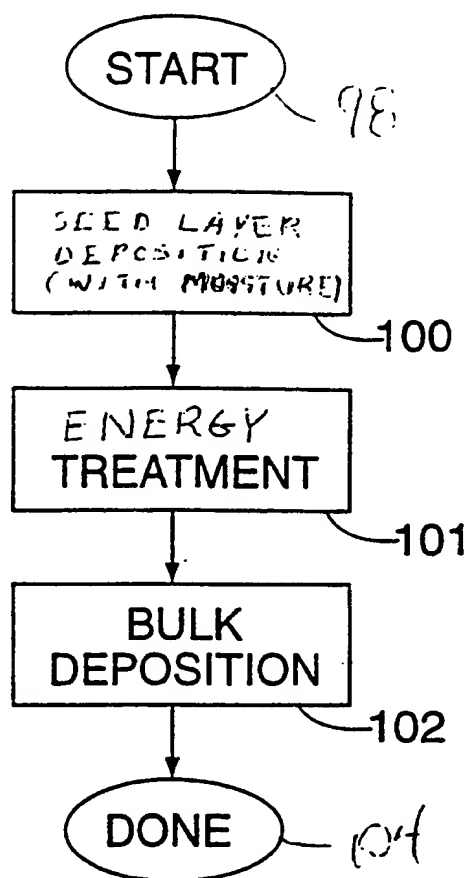 START
98
SEED LAYER
DEPOSITION
(WITH MOISTURE)
100
ENERGY
TREATMENT
101
BULK
DEPOSITION
102
DONE
104